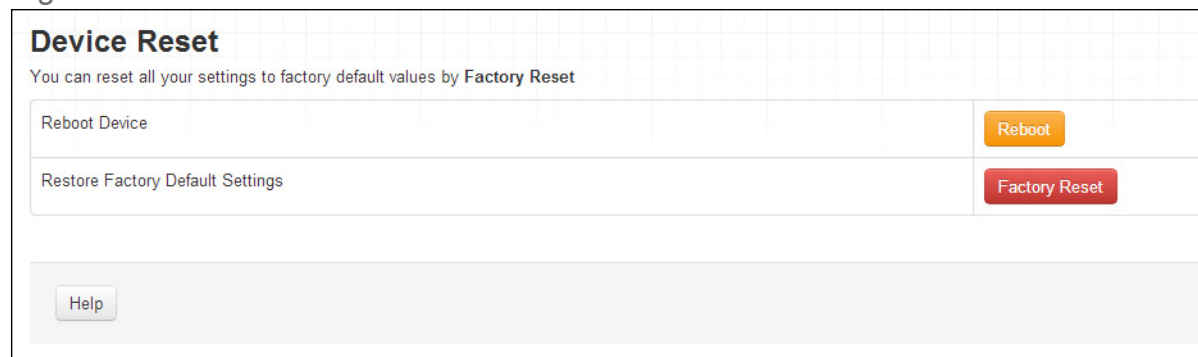 Device Reset
You can reset all your settings to factory default values by Factory Reset
Reboot Device
Reboot
Restore Factory Default Settings
Factory Reset
Help